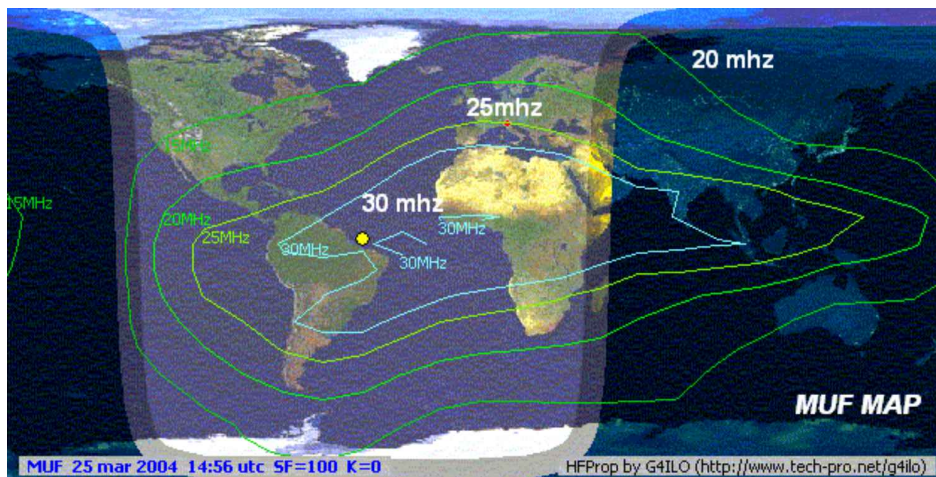 20 mhz
25mhz
15MHz
15MHz
30 mhz
20MHz
25MHz
30MHz
30MHz
30MHz
MUF MAP
MUF 25 mar 2004 14:56 utc SF=100 K=0
HFProp by G4ILO (http://www.tech-pro.net/g4ilo)